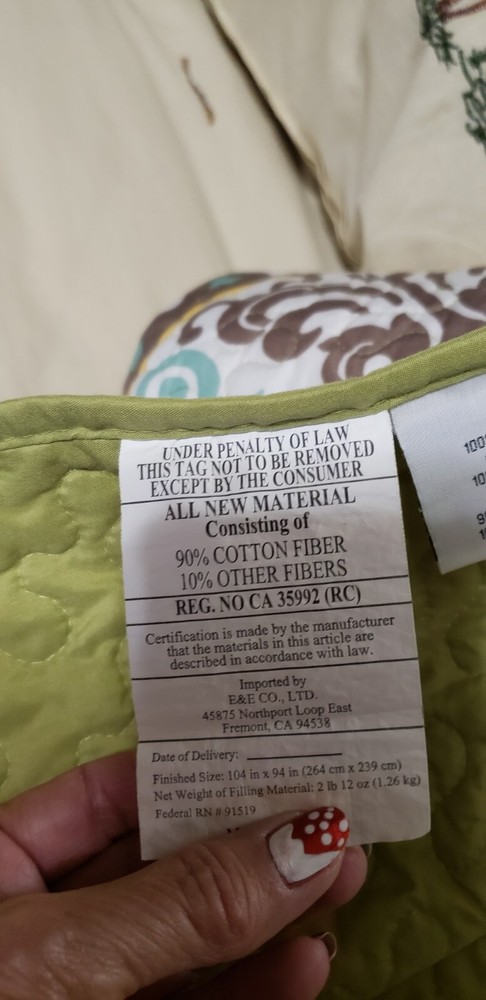 UNDER PENALTY OF LAW
THIS TAG NOT TO BE REMOVED
EXCEPT BY THE CONSUMER
ALL NEW MATERIAL
Consisting of
90% COTTON FIBER
10% OTHER FIBERS
REG. NO CA 35992 (RC)
Certification is made by the manufacturer
that the materials in this article are
described in accordance with law.
Imported by
E&E CO., LTD.
45875 Northport Loop East
Fremont, CA 94538
Date of Delivery:
Finished Size: 104 in x 94 in (264 cm x 239 cm)
Net Weight of Filling Material: 2 lb 12 oz (1.26 kg)
Federal RN # 91519